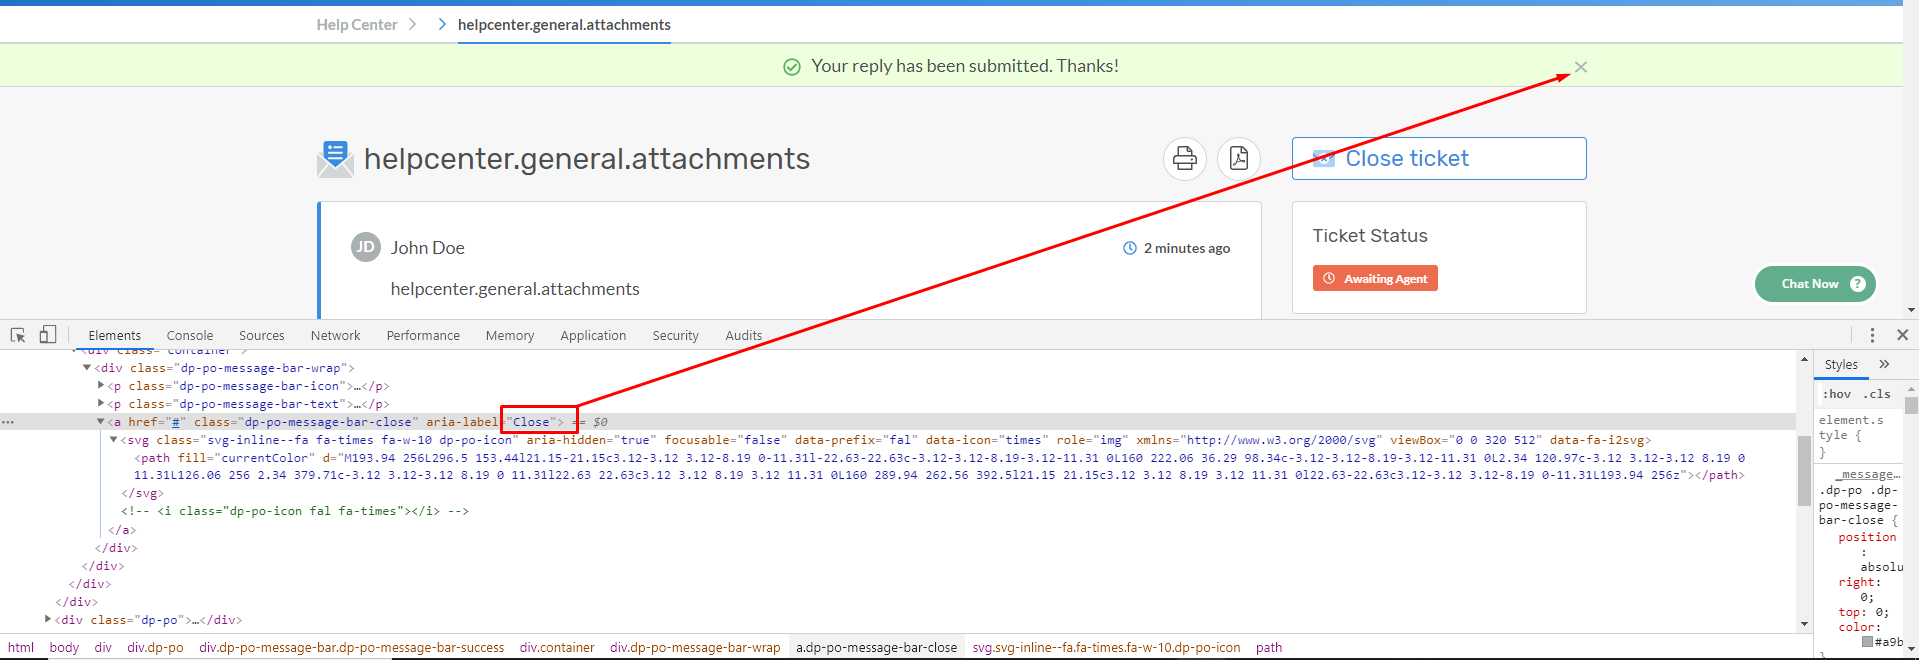 Help Center > > helpcenter.general.attachments
Your reply has been submitted. Thanks!
helpcenter.general.attachments
Close ticket
JD John Doe
2 minutes ago
helpcenter.general.attachments
Ticket Status
Awaiting Agent
Chat Now ?
Elements Console Sources Network Performance Memory Application Security Audits
<div class="container">
<div class="dp-po-message-bar-wrap">
<p class="dp-po-message-bar-icon">…</p>
<p class="dp-po-message-bar-text">…</p>
<a href="#" class="dp-po-message-bar-close" aria-label="Close"> == $0
<svg class="svg-inline--fa fa-times fa-w-10 dp-po-icon" aria-hidden="true" focusable="false" data-prefix="fal" data-icon="times" role="img" xmlns="http://www.w3.org/2000/svg" viewBox="0 0 320 512" data-fa-i2svg>
<path fill="currentColor" d="M193.94 256L296.5 153.44l21.15-21.15c3.12-3.12 3.12-8.19 0-11.31l-22.63-22.63c-3.12-3.12-8.19-3.12-11.31 0L160 222.06 36.29 98.34c-3.12-3.12-8.19-3.12-11.31 0L2.34 120.97c-3.12 3.12-3.12 8.19 0
11.31L126.06 256 2.34 379.71c-3.12 3.12-3.12 8.19 0 11.31l22.63 22.63c3.12 3.12 8.19 3.12 11.31 0L160 289.94 262.56 392.5l21.15 21.15c3.12 3.12 8.19 3.12 11.31 0l22.63-22.63c3.12-3.12 3.12-8.19 0-11.31L193.94 256z"></path>
</svg>
<!-- <i class="dp-po-icon fal fa-times"></i> -->
</a>
</div>
</div>
</div>
</div>
<div class="dp-po">…</div>
html body div div.dp-po div.dp-po-message-bar.dp-po-message-bar-success div.container div.dp-po-message-bar-wrap a.dp-po-message-bar-close svg.svg-inline--fa.fa-times.fa-w-10.dp-po-icon path
Styles »
:hov .cls
element.s
tyle {
}
_message…
.dp-po .dp-
po-message-
bar-close {
position
:
absolu
right:
0;
top: 0;
color:
#a9b
}